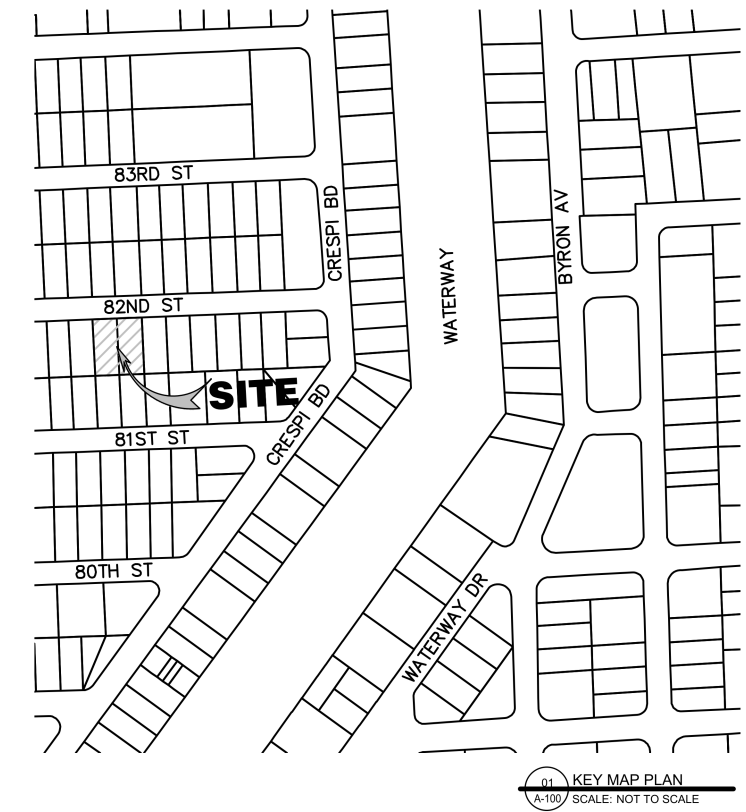 83RD ST
CRESPI BD
BYRON AV
WATERWAY
82ND ST
SITE
CRESPI BD
81ST ST
80TH ST
WATERWAY DR
01
A-100
KEY MAP PLAN
SCALE: NOT TO SCALE